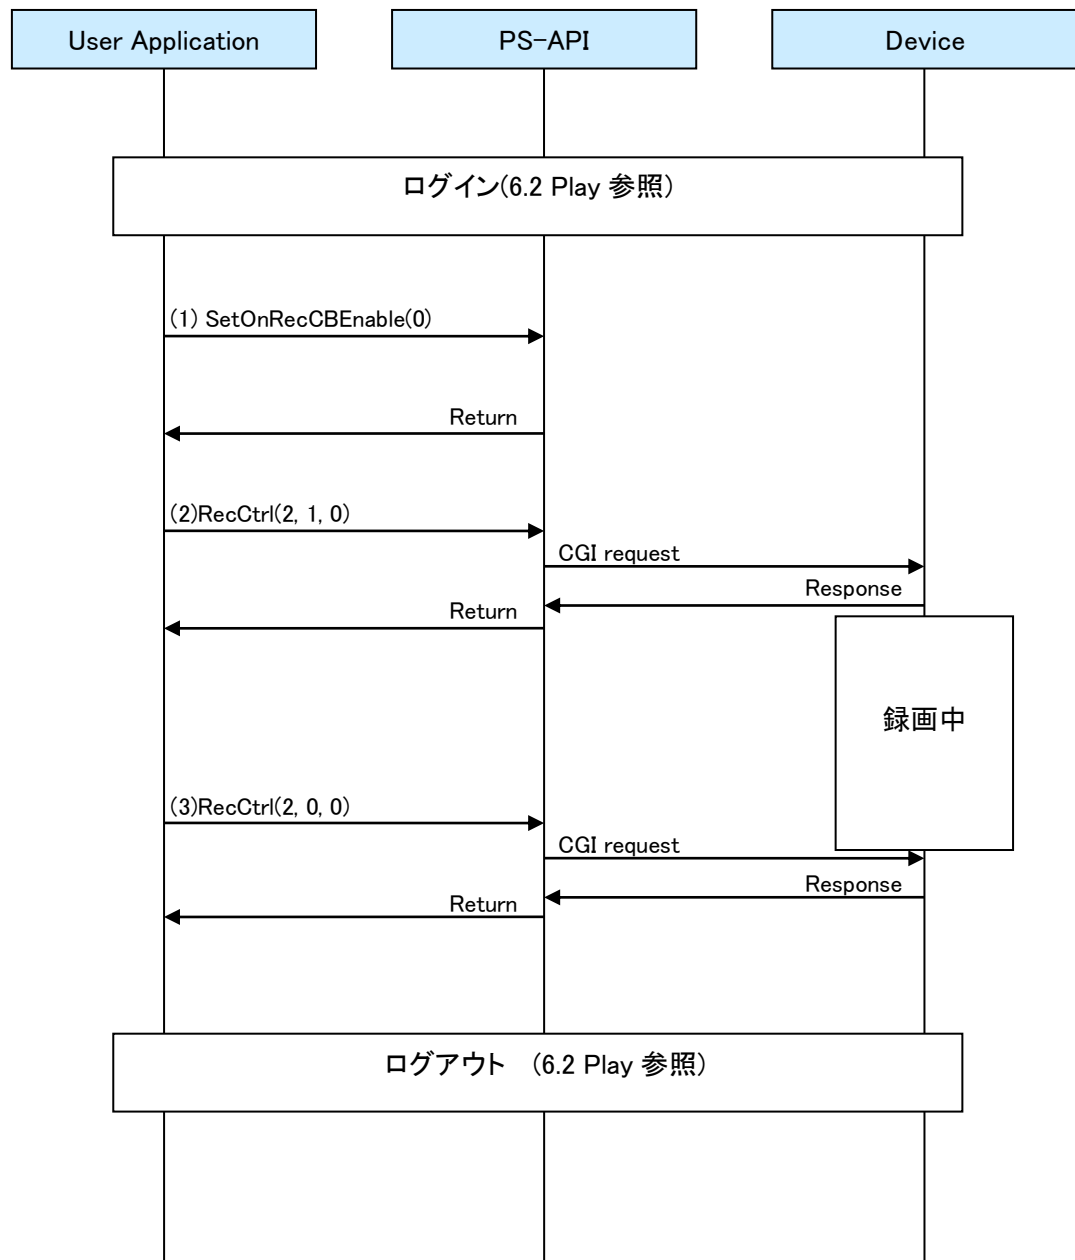 User Application
PS-API
Device
ログイン(6.2 Play 参照)
(1) SetOnRecCBEnable(0)
Return
(2)RecCtrl(2, 1, 0)
CGI request
Response
Return
録画中
(3)RecCtrl(2, 0, 0)
CGI request
Response
Return
ログアウト　(6.2 Play 参照)